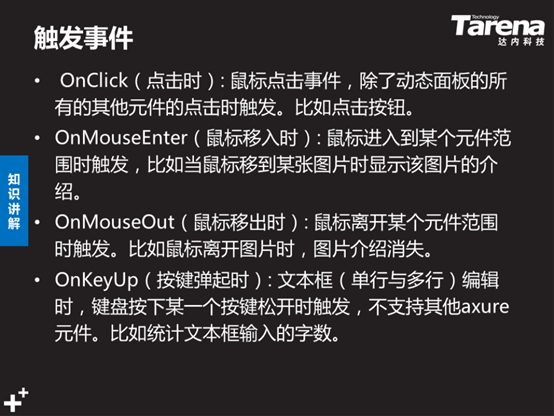 触发事件
Technology
Tarena
达内科技
• OnClick（点击时）：鼠标点击事件，除了动态面板的所
有的其他元件的点击时触发。比如点击按钮。
• OnMouseEnter（鼠标移入时）：鼠标进入到某个元件范
围时触发，比如当鼠标移到某张图片时显示该图片的介
绍。
• OnMouseOut（鼠标移出时）：鼠标离开某个元件范围
时触发。比如鼠标离开图片时，图片介绍消失。
• OnKeyUp（按键弹起时）：文本框（单行与多行）编辑
时，键盘按下某一个按键松开时触发，不支持其他axure
元件。比如统计文本框输入的字数。
知识讲解